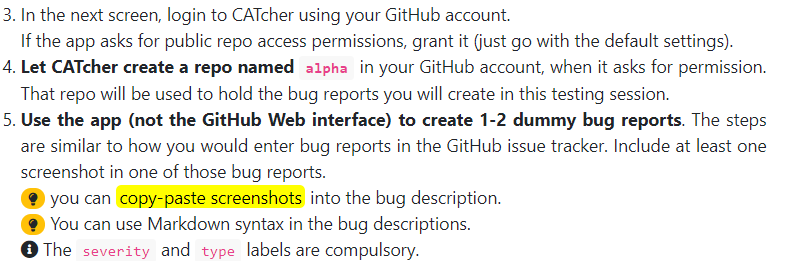 3. In the next screen, login to CATcher using your GitHub account.
If the app asks for public repo access permissions, grant it (just go with the default settings).
4. Let CATcher create a repo named alpha in your GitHub account, when it asks for permission.
That repo will be used to hold the bug reports you will create in this testing session.
5. Use the app (not the GitHub Web interface) to create 1-2 dummy bug reports. The steps
are similar to how you would enter bug reports in the GitHub issue tracker. Include at least one
screenshot in one of those bug reports.
you can copy-paste screenshots into the bug description.
You can use Markdown syntax in the bug descriptions.
The severity and type labels are compulsory.